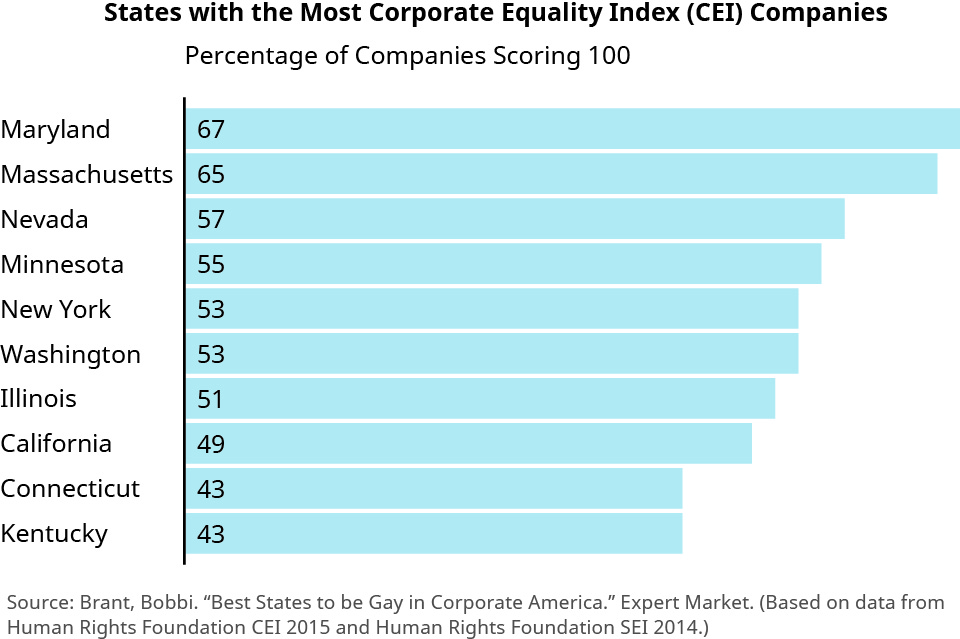 States with the Most Corporate Equality Index (CEI) Companies
Percentage of Companies Scoring 100
Maryland 67
Massachusetts 65
Nevada 57
Minnesota 55
New York 53
Washington 53
Illinois 51
California 49
Connecticut 43
Kentucky 43
Source: Brant, Bobbi. “Best States to be Gay in Corporate America.” Expert Market. (Based on data from
Human Rights Foundation CEI 2015 and Human Rights Foundation SEI 2014.)